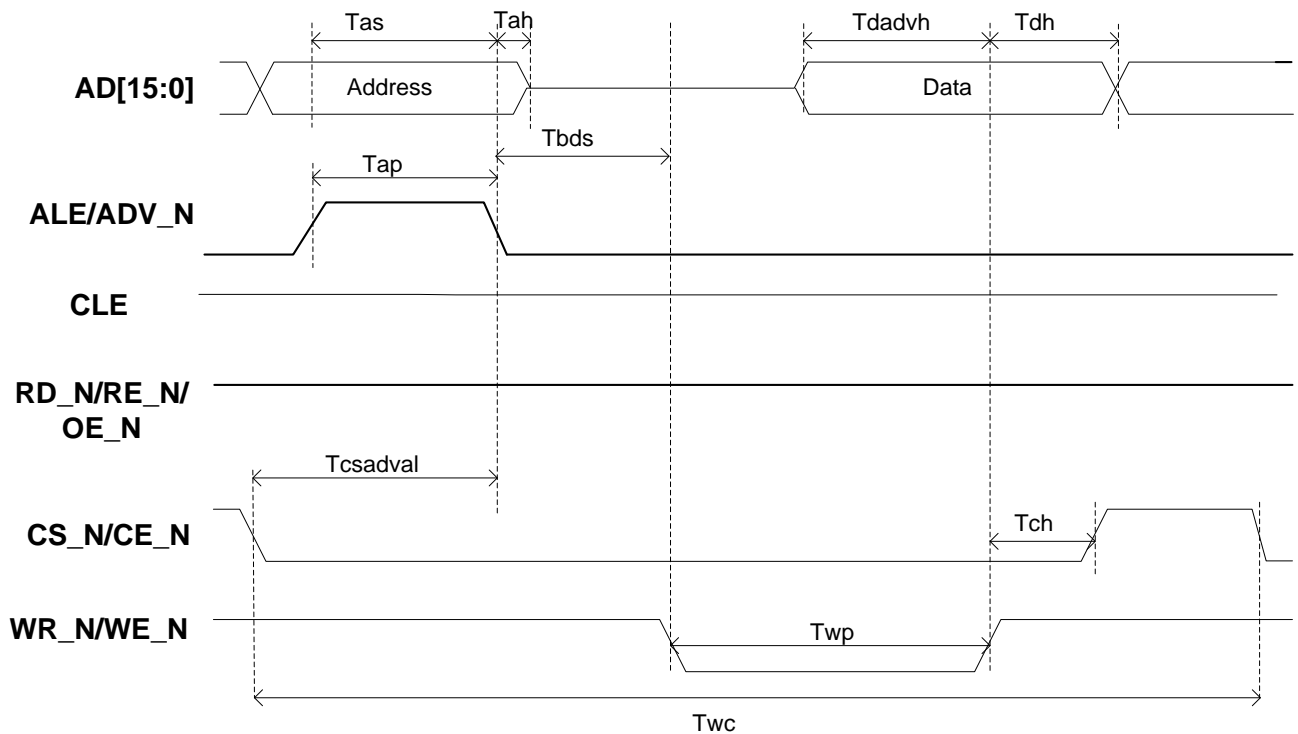 Tas
Tah
Tdadvh
Tdh
AD[15:0]
Address
Data
Tbds
Tap
ALE/ADV_N
CLE
RD_N/RE_N/
OE_N
Tcsadval
CS_N/CE_N
Tch
WR_N/WE_N
Twp
Twc